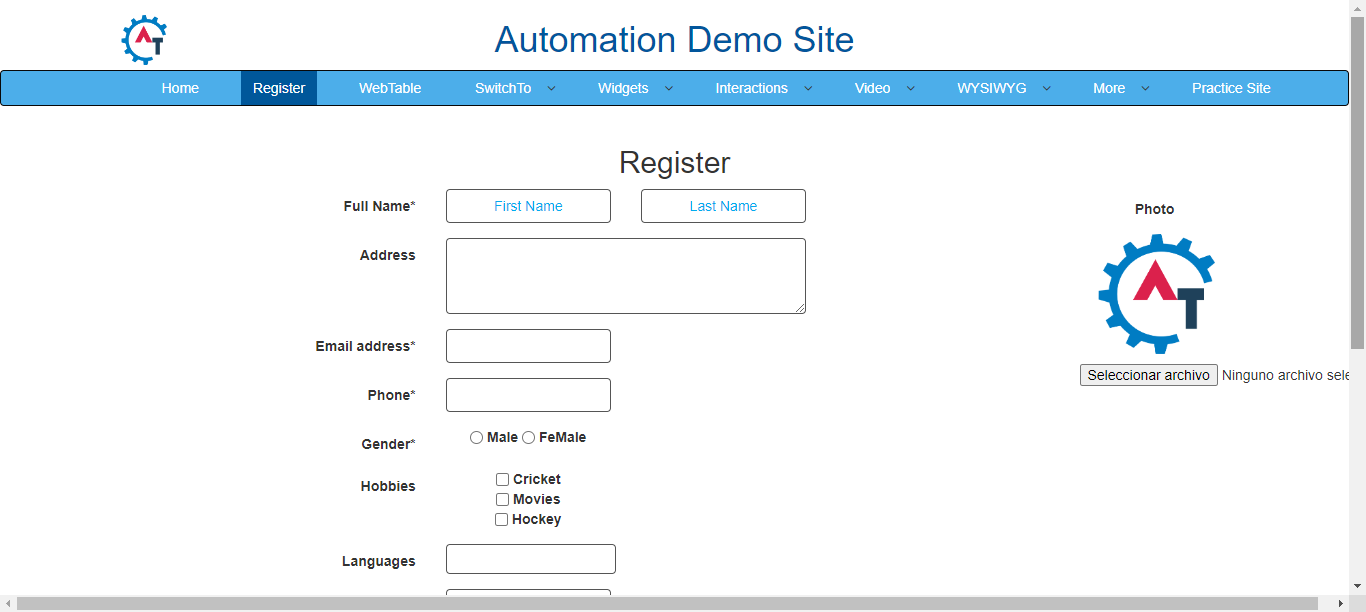 AT
Automation Demo Site
Home Register WebTable SwitchTo Widgets Interactions Video WYSIWYG More Practice Site
Register
Full Name* First Name Last Name
Photo
Address
AT
Email address*
Seleccionar archivo Ninguno archivo sele
Phone*
Gender* Male FeMale
Hobbies Cricket
Movies
Hockey
Languages